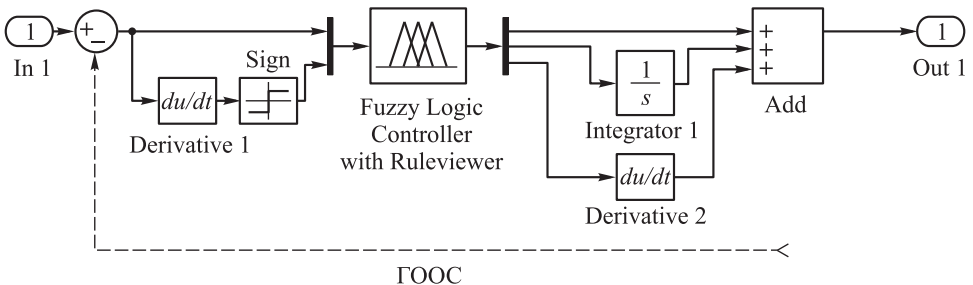 1
In 1
+
−
du/dt
Derivative 1
Sign
Fuzzy Logic
Controller
with Ruleviewer
1
s
Integrator 1
du/dt
Derivative 2
+
+
+
Add
1
Out 1
ГООС